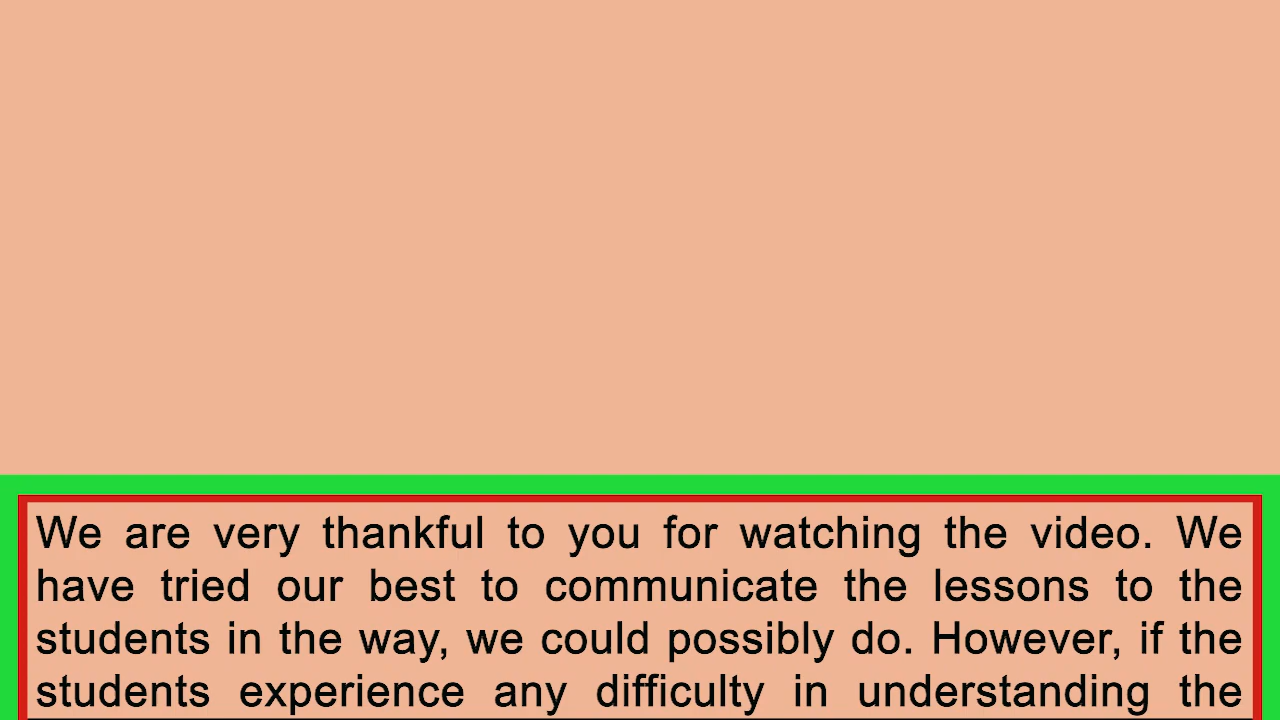 We are very thankful to you for watching the video. We
have tried our best to communicate the lessons to the
students in the way, we could possibly do. However, if the
students experience any difficulty in understanding the